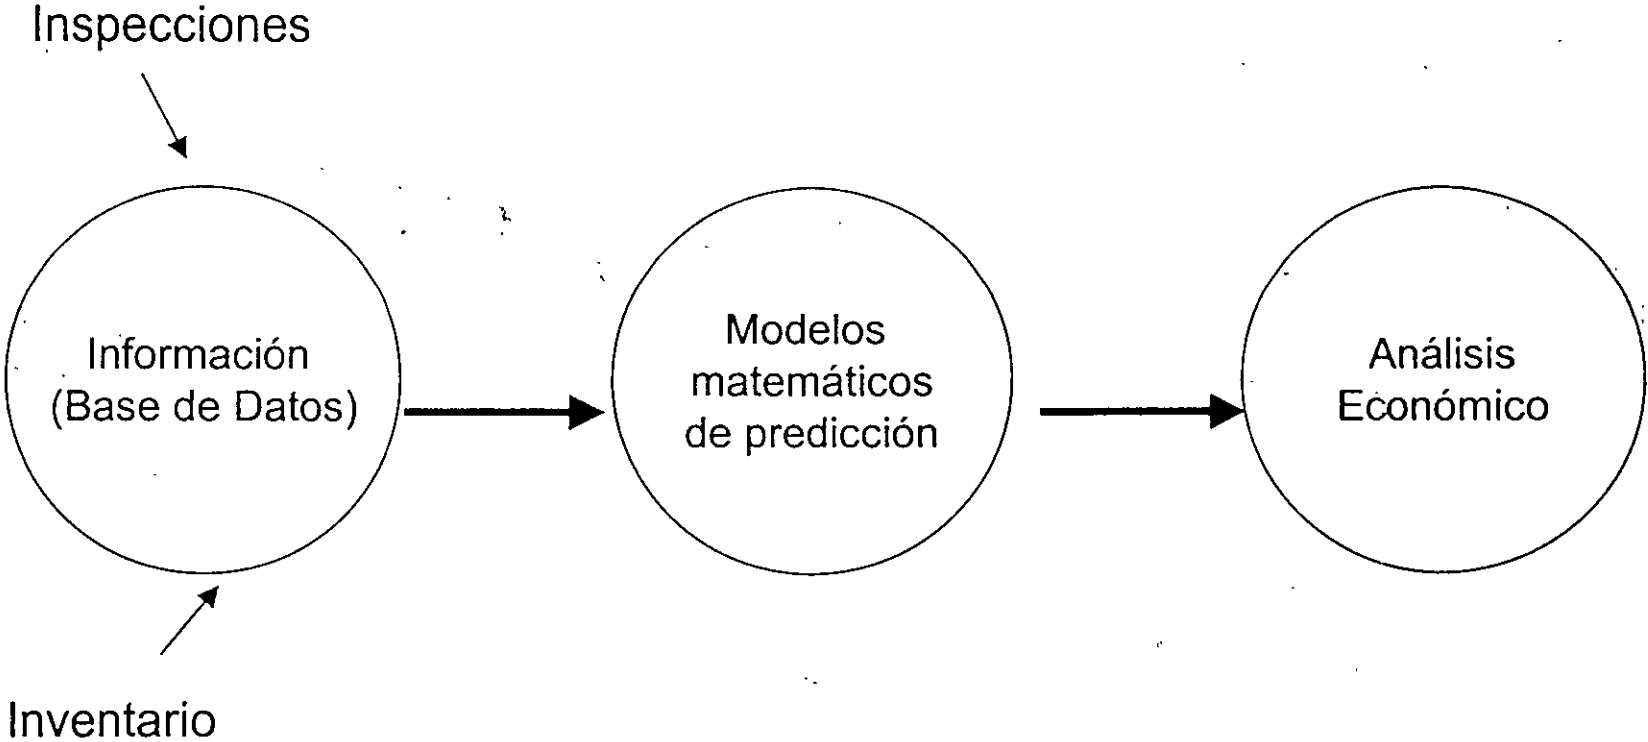 Inspecciones
Información
(Base de Datos)
Modelos
matemáticos
de predicción
Análisis
Económico
Inventario